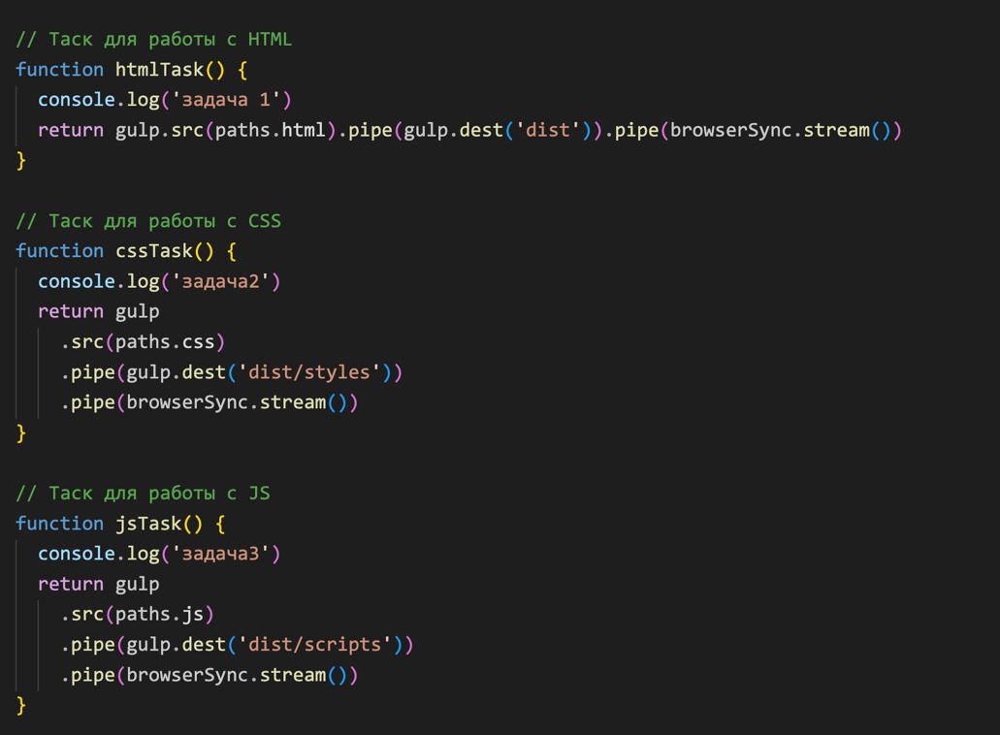 // Таск для работы с HTML
function htmlTask() {
  console.log('задача 1')
  return gulp.src(paths.html).pipe(gulp.dest('dist')).pipe(browserSync.stream())
}

// Таск для работы с CSS
function cssTask() {
  console.log('задача2')
  return gulp
    .src(paths.css)
    .pipe(gulp.dest('dist/styles'))
    .pipe(browserSync.stream())
}

// Таск для работы с JS
function jsTask() {
  console.log('задача3')
  return gulp
    .src(paths.js)
    .pipe(gulp.dest('dist/scripts'))
    .pipe(browserSync.stream())
}